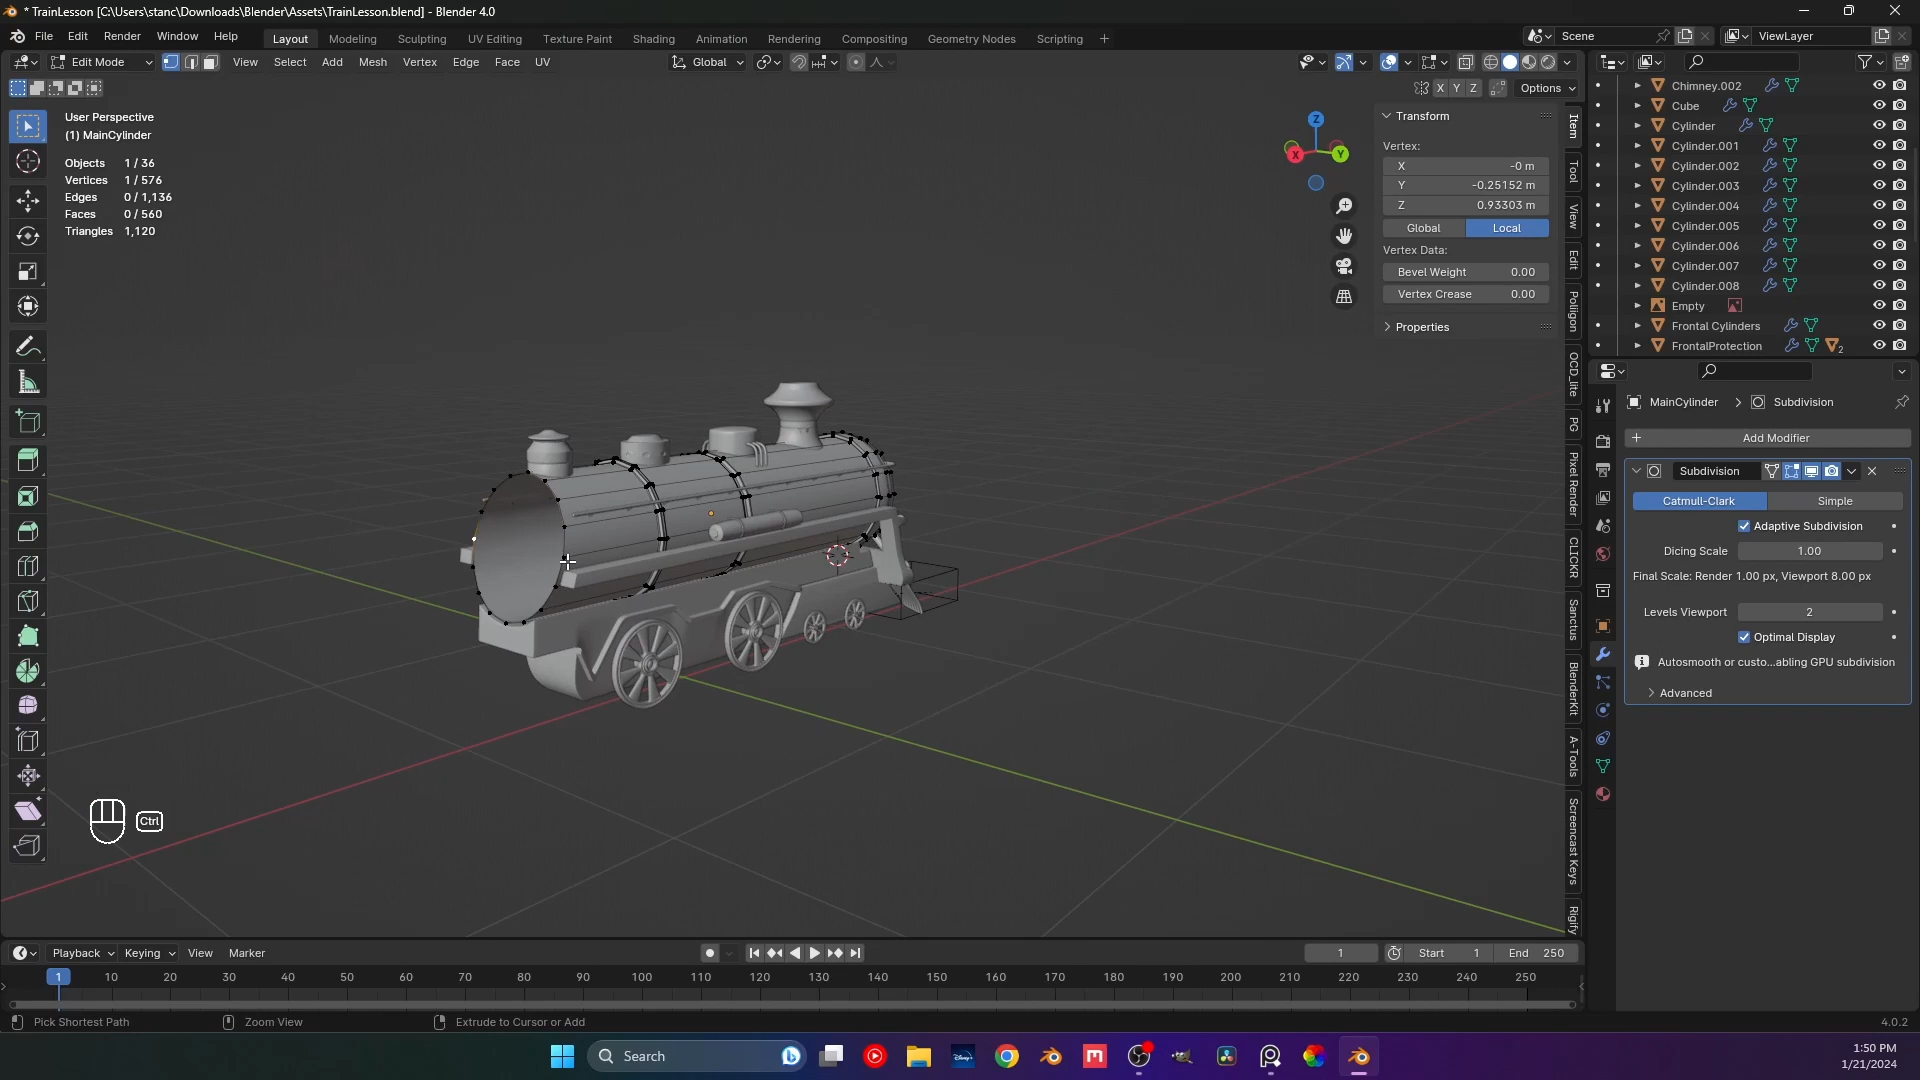 * TrainLesson [C:\Users\stanc\Downloads\Blender\Assets\TrainLesson.blend] - Blender 4.0
File Edit Render Window Help Layout Modeling Sculpting UV Editing Texture Paint Shading Animation Rendering Compositing Geometry Nodes Scripting + Scene ViewLayer
Edit Mode View Select Add Mesh Vertex Edge Face UV Global
X Y Z Options
User Perspective
(1) MainCylinder
Objects 1 / 36
Vertices 1 / 576
Edges 0 / 1,136
Faces 0 / 560
Triangles 1,120
Z
X
Y
Transform
Vertex:
X -0 m
Y -0.25152 m
Z 0.93303 m
Global Local
Vertex Data:
Bevel Weight 0.00
Vertex Crease 0.00
Properties
Item
Tool
View
Edit
Poliigon
OCD_lite
PG
Pixel Render
CLICKR
Sanctus
BlenderKit
A-Tools
Screencast Keys
Rigify
Chimney.002
Cube
Cylinder
Cylinder.001
Cylinder.002
Cylinder.003
Cylinder.004
Cylinder.005
Cylinder.006
Cylinder.007
Cylinder.008
Empty
Frontal Cylinders
FrontalProtection 2
MainCylinder > Subdivision
+ Add Modifier
Subdivision
Catmull-Clark Simple
Adaptive Subdivision
Dicing Scale 1.00
Final Scale: Render 1.00 px, Viewport 8.00 px
Levels Viewport 2
Optimal Display
Autosmooth or custo...abling GPU subdivision
Advanced
Ctrl
Playback Keying View Marker 1 Start 1 End 250
1 10 20 30 40 50 60 70 80 90 100 110 120 130 140 150 160 170 180 190 200 210 220 230 240 250
Pick Shortest Path Zoom View Extrude to Cursor or Add 4.0.2
Search
1:50 PM
1/21/2024